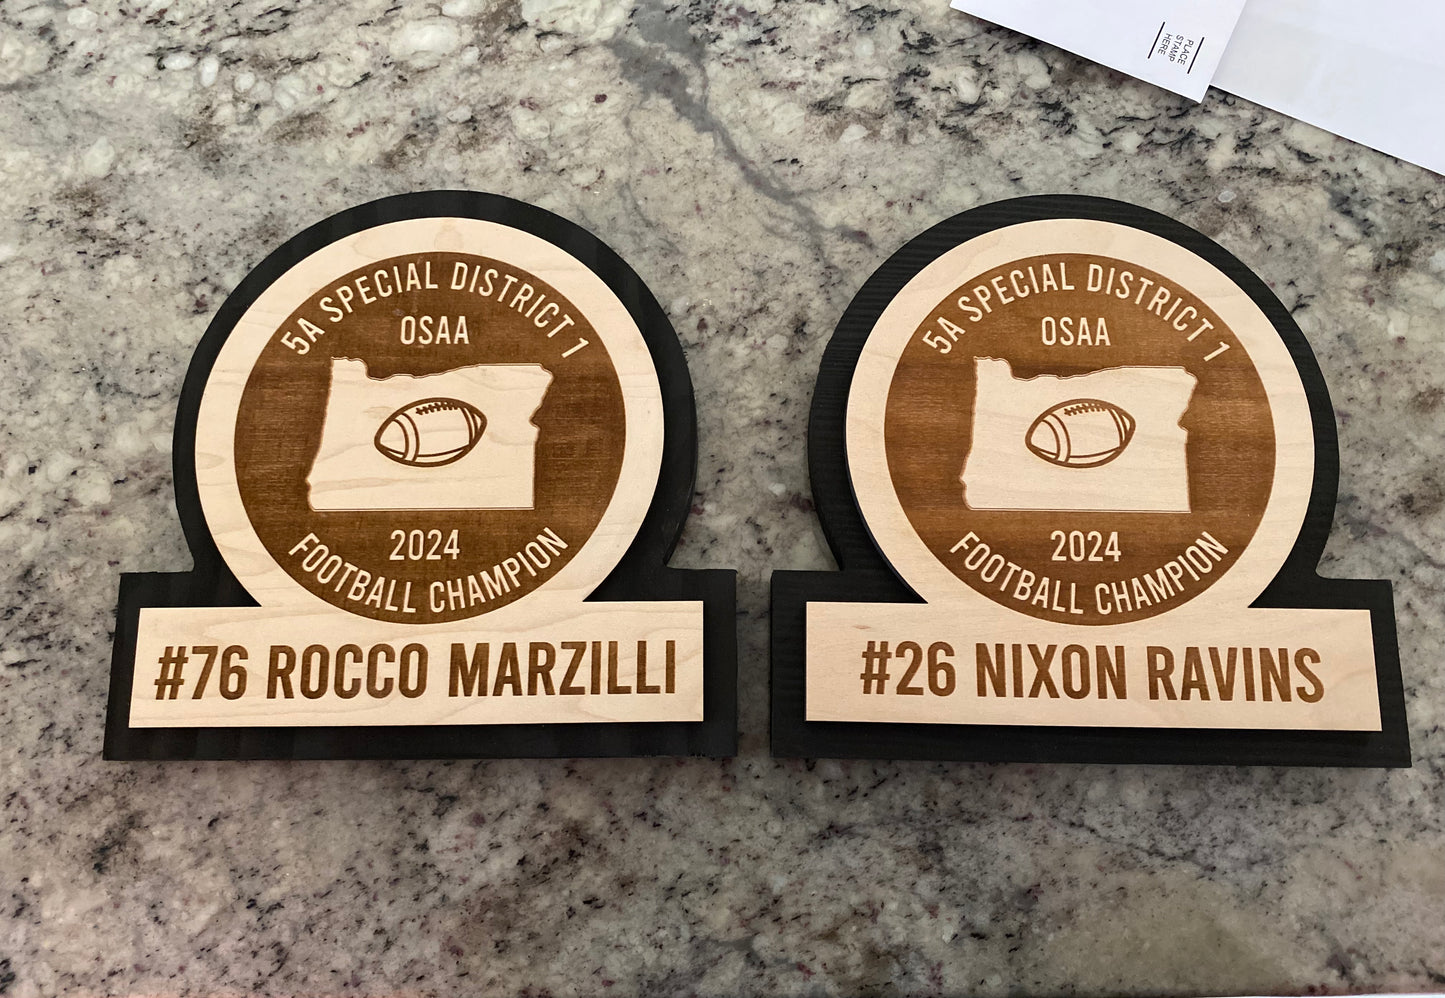 PLACE
STAMP
HERE
5A SPECIAL DISTRICT 1
OSAA
2024
FOOTBALL CHAMPION
#76 ROCCO MARZILLI
5A SPECIAL DISTRICT 1
OSAA
2024
FOOTBALL CHAMPION
#26 NIXON RAVINS